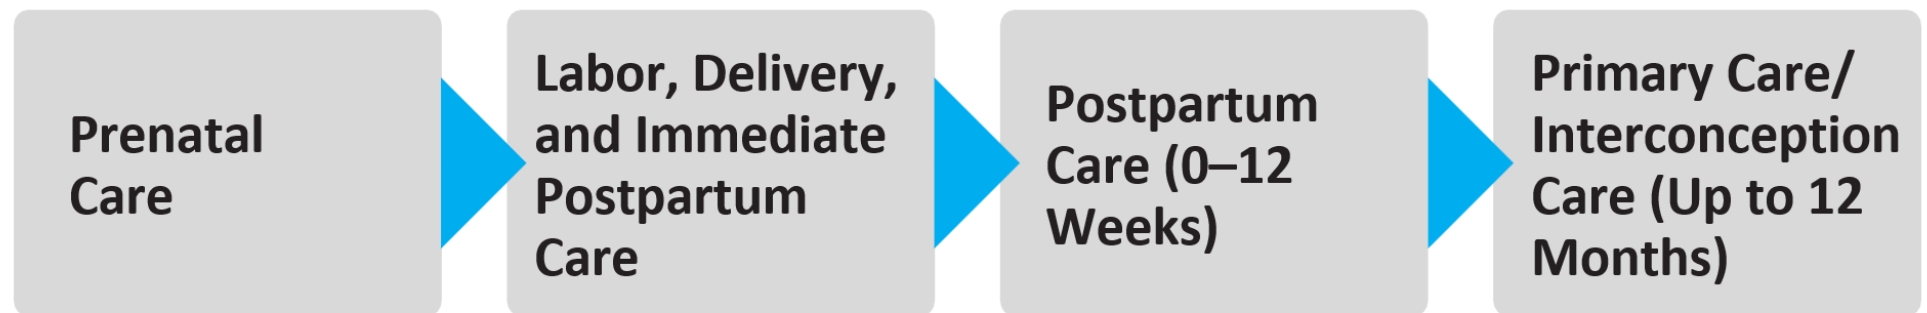 Prenatal
Care
Labor, Delivery,
and Immediate
Postpartum
Care
Postpartum
Care (0–12
Weeks)
Primary Care/
Interconception
Care (Up to 12
Months)